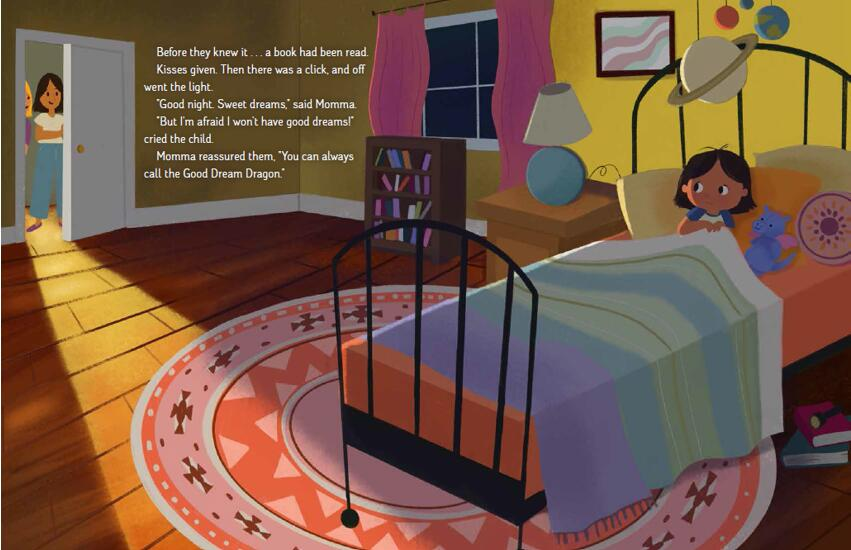 Before they knew it . . . a book had been read.
Kisses given. Then there was a click, and off
went the light.
"Good night. Sweet dreams," said Momma.
"But I'm afraid I won't have good dreams!"
cried the child.
Momma reassured them, "You can always
call the Good Dream Dragon."